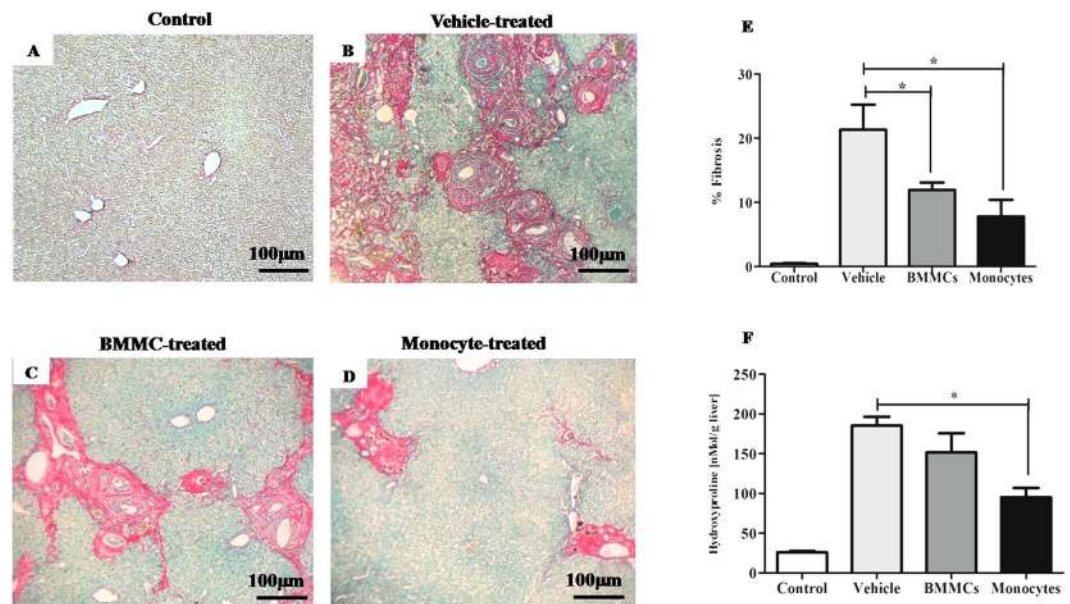 Control
Vehicle-treated
A
B
100μm
100μm
BMMC-treated
Monocyte-treated
C
D
100μm
100μm
E
*
*
% Fibrosis
30
20
10
0
Control Vehicle BMMCs Monocytes
F
*
Hydroxyproline [nMol/g liver]
250
200
150
100
50
0
Control Vehicle BMMCs Monocytes